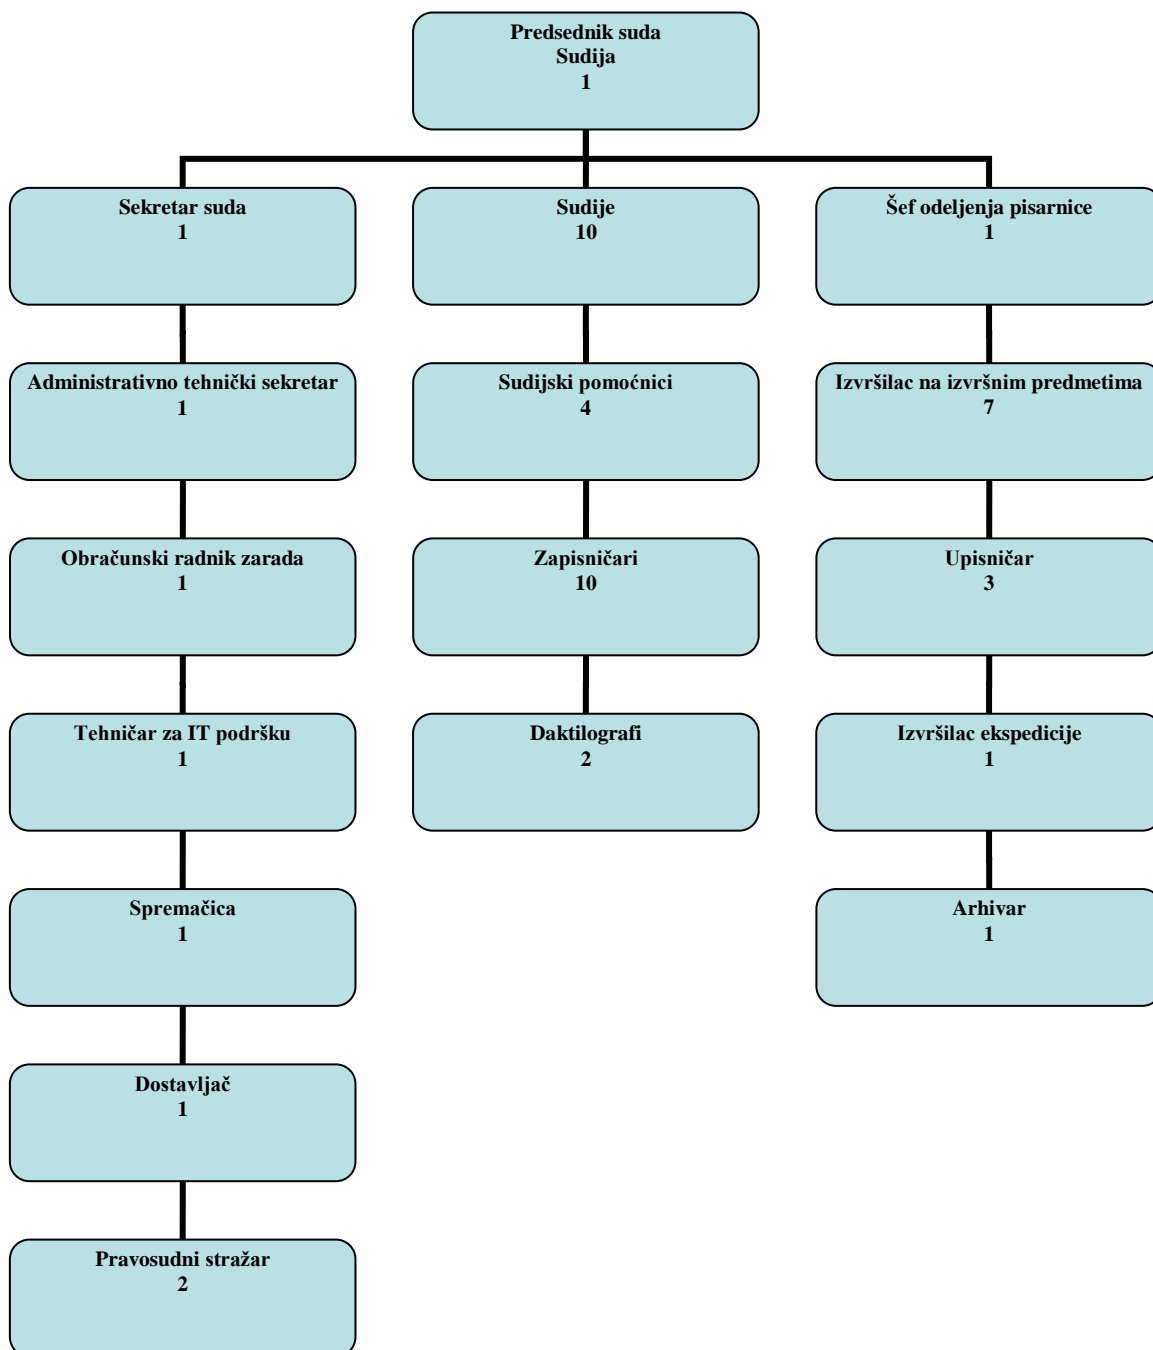 Predsednik suda
Sudija
1
Sekretar suda
1
Sudije
10
Šef odeljenja pisarnice
1
Administrativno tehnički sekretar
1
Sudijski pomoćnici
4
Izvršilac na izvršnim predmetima
7
Obračunski radnik zarada
1
Zapisničari
10
Upisničar
3
Tehničar za IT podršku
1
Daktilografi
2
Izvršilac ekspedicije
1
Spremačica
1
Arhivar
1
Dostavljač
1
Pravosudni stražar
2